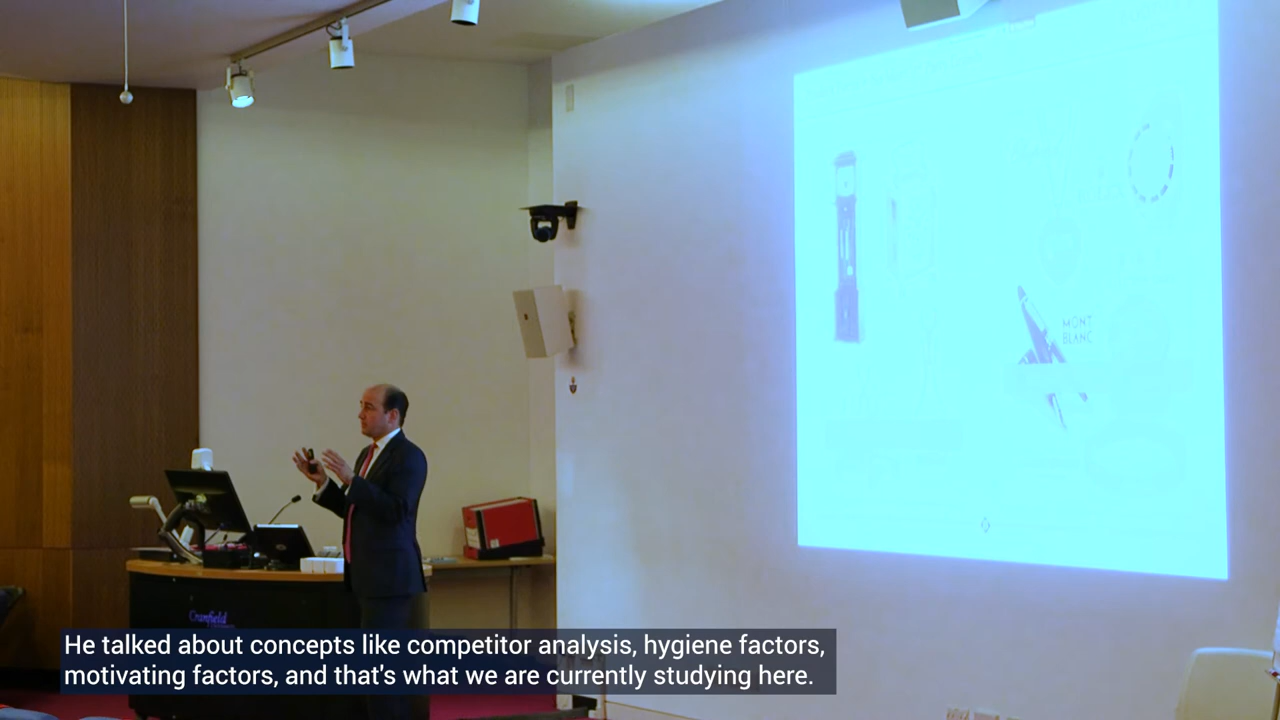 MONT
BLANC
Cranfield
He talked about concepts like competitor analysis, hygiene factors,
motivating factors, and that's what we are currently studying here.